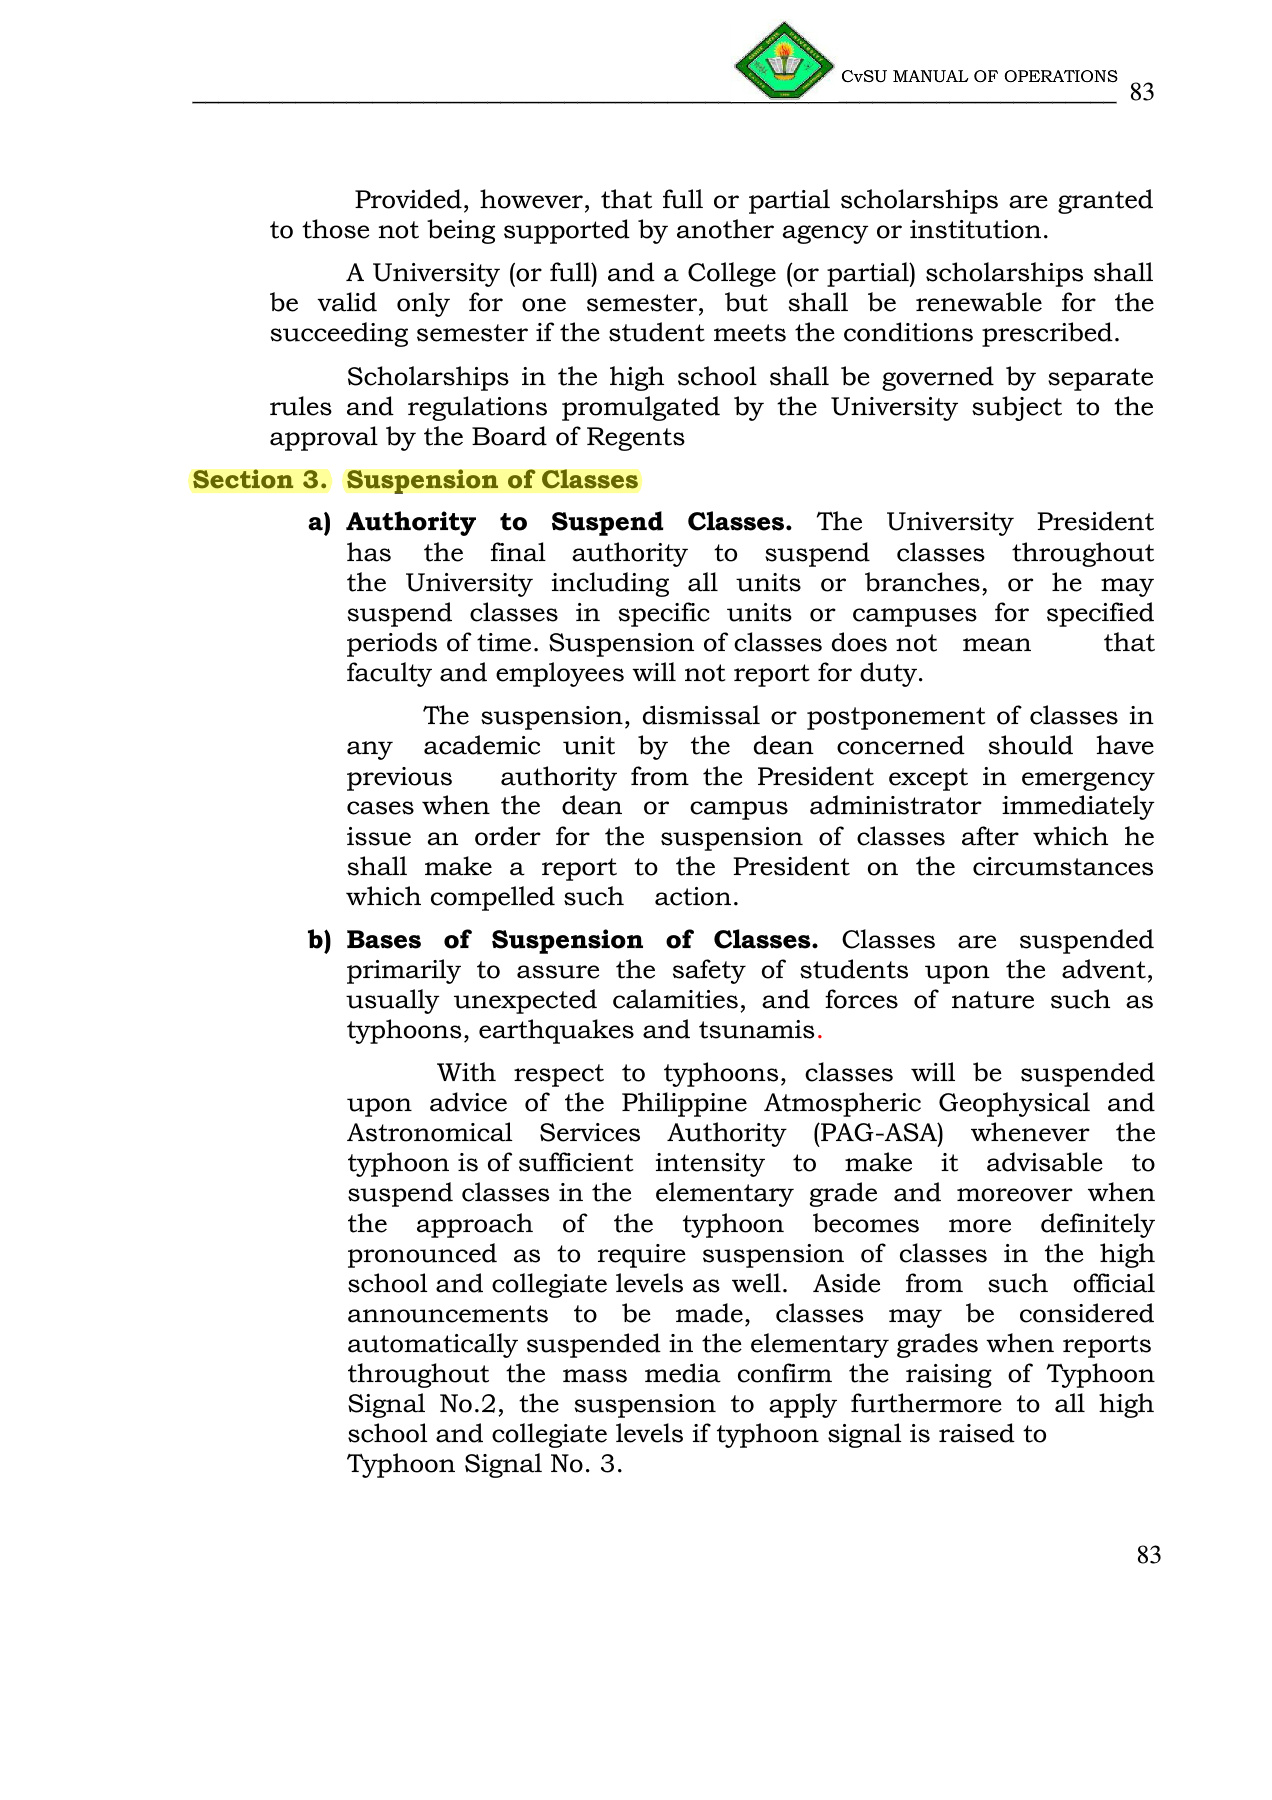 CvSU MANUAL OF OPERATIONS
83
Provided, however, that full or partial scholarships are granted
to those not being supported by another agency or institution.
A University (or full) and a College (or partial) scholarships shall
be valid only for one semester, but shall be renewable for the
succeeding semester if the student meets the conditions prescribed.
Scholarships in the high school shall be governed by separate
rules and regulations promulgated by the University subject to the
approval by the Board of Regents
Section 3. Suspension of Classes
a) Authority to Suspend Classes. The University President
has the final authority to suspend classes throughout
the University including all units or branches, or he may
suspend classes in specific units or campuses for specified
periods of time. Suspension of classes does not mean that
faculty and employees will not report for duty.
The suspension, dismissal or postponement of classes in
any academic unit by the dean concerned should have
previous authority from the President except in emergency
cases when the dean or campus administrator immediately
issue an order for the suspension of classes after which he
shall make a report to the President on the circumstances
which compelled such action.
b) Bases of Suspension of Classes. Classes are suspended
primarily to assure the safety of students upon the advent,
usually unexpected calamities, and forces of nature such as
typhoons, earthquakes and tsunamis.
With respect to typhoons, classes will be suspended
upon advice of the Philippine Atmospheric Geophysical and
Astronomical Services Authority (PAG-ASA) whenever the
typhoon is of sufficient intensity to make it advisable to
suspend classes in the elementary grade and moreover when
the approach of the typhoon becomes more definitely
pronounced as to require suspension of classes in the high
school and collegiate levels as well. Aside from such official
announcements to be made, classes may be considered
automatically suspended in the elementary grades when reports
throughout the mass media confirm the raising of Typhoon
Signal No.2, the suspension to apply furthermore to all high
school and collegiate levels if typhoon signal is raised to
Typhoon Signal No. 3.
83